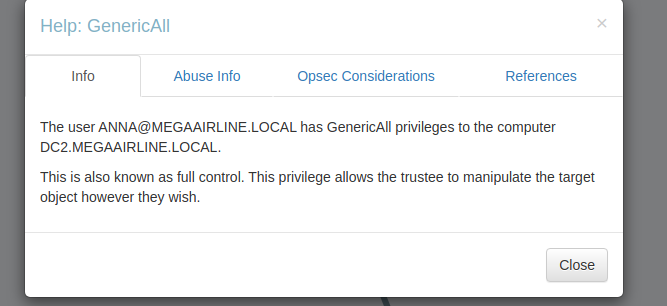 Help: GenericAll ×
Info Abuse Info Opsec Considerations References
The user ANNA@MEGAAIRLINE.LOCAL has GenericAll privileges to the computer
DC2.MEGAAIRLINE.LOCAL.
This is also known as full control. This privilege allows the trustee to manipulate the target
object however they wish.
Close